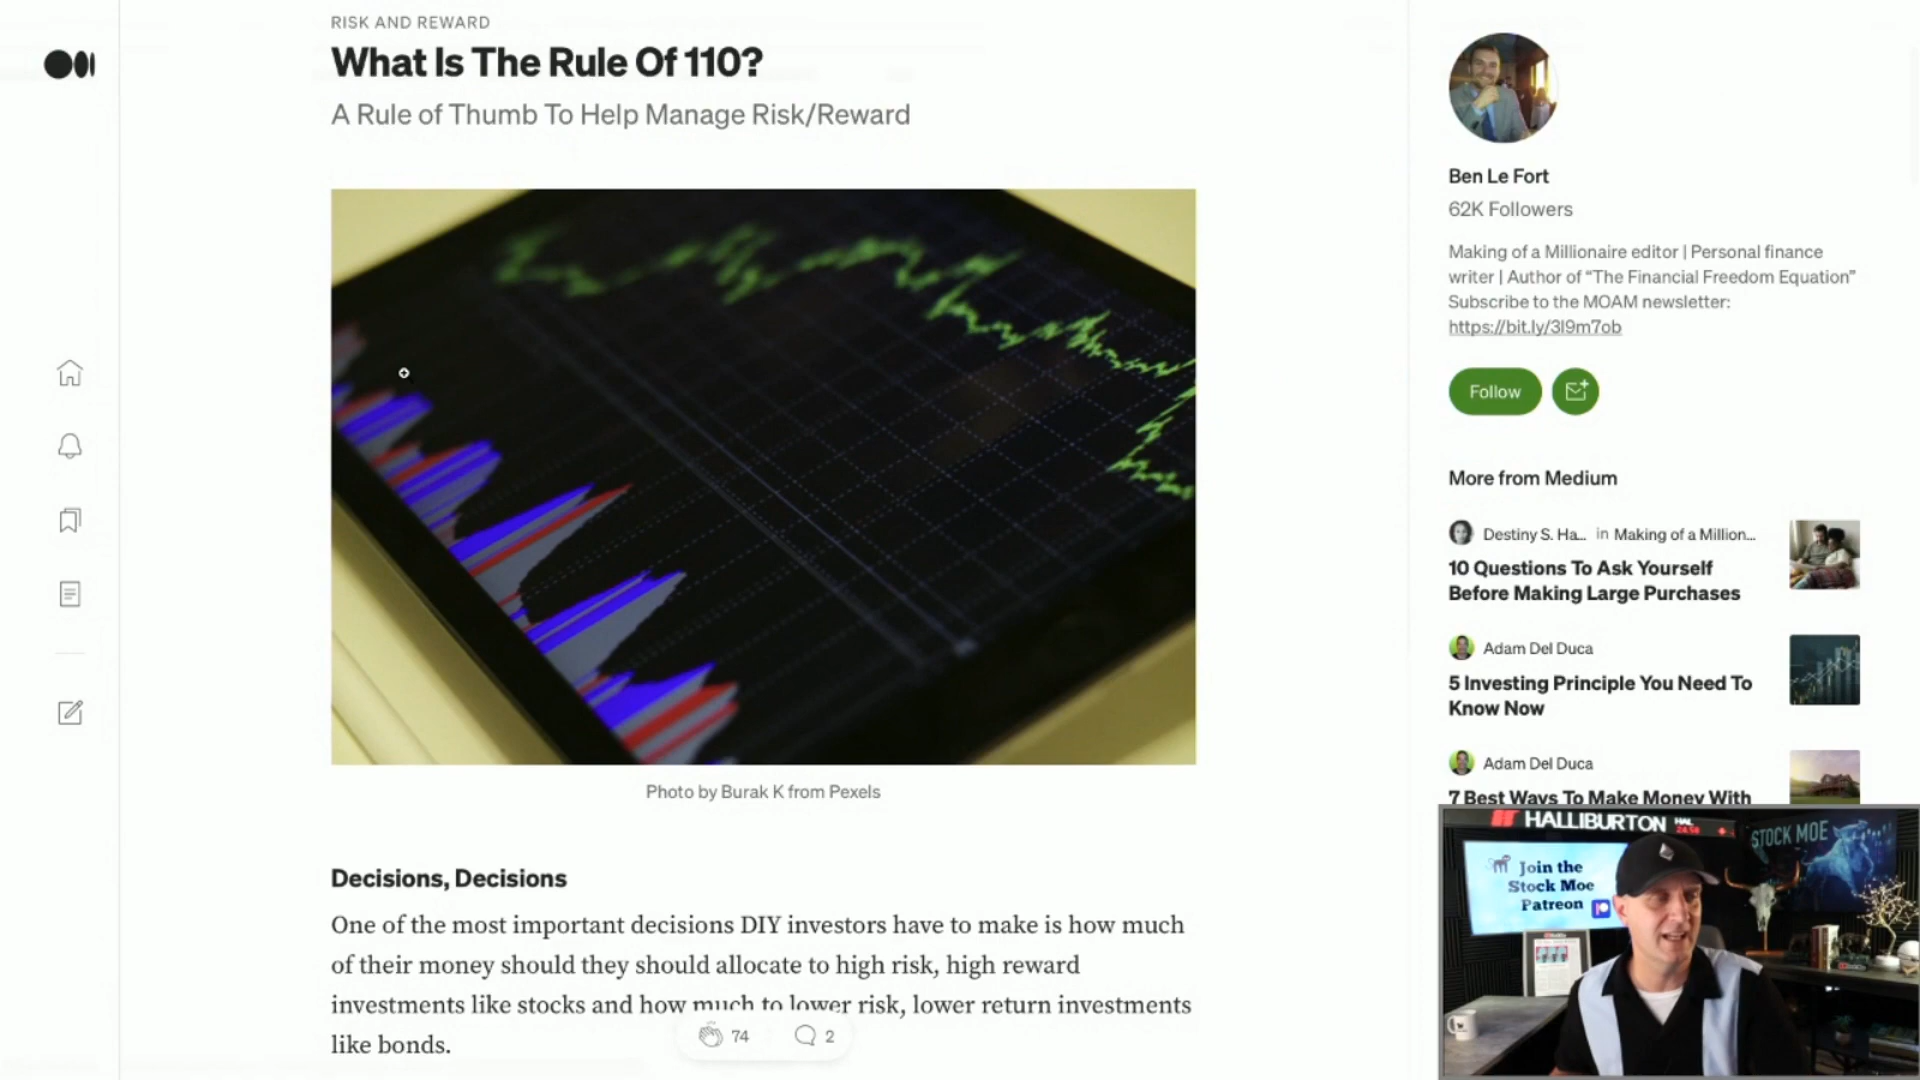 RISK AND REWARD
What Is The Rule Of 110?
A Rule of Thumb To Help Manage Risk/Reward
Photo by Burak K from Pexels
Decisions, Decisions
One of the most important decisions DIY investors have to make is how much
of their money should they should allocate to high risk, high reward
investments like stocks and how much to lower risk, lower return investments
like bonds.
74
2
Ben Le Fort
62K Followers
Making of a Millionaire editor | Personal finance
writer | Author of “The Financial Freedom Equation”
Subscribe to the MOAM newsletter:
https://bit.ly/3l9m7ob
Follow
More from Medium
Destiny S. Ha... in Making of a Million...
10 Questions To Ask Yourself
Before Making Large Purchases
Adam Del Duca
5 Investing Principle You Need To
Know Now
Adam Del Duca
7 Best Ways To Make Money With
HALLIBURTON HAL
24.58
STOCK MOE
Join the
Stock Moe
Patreon